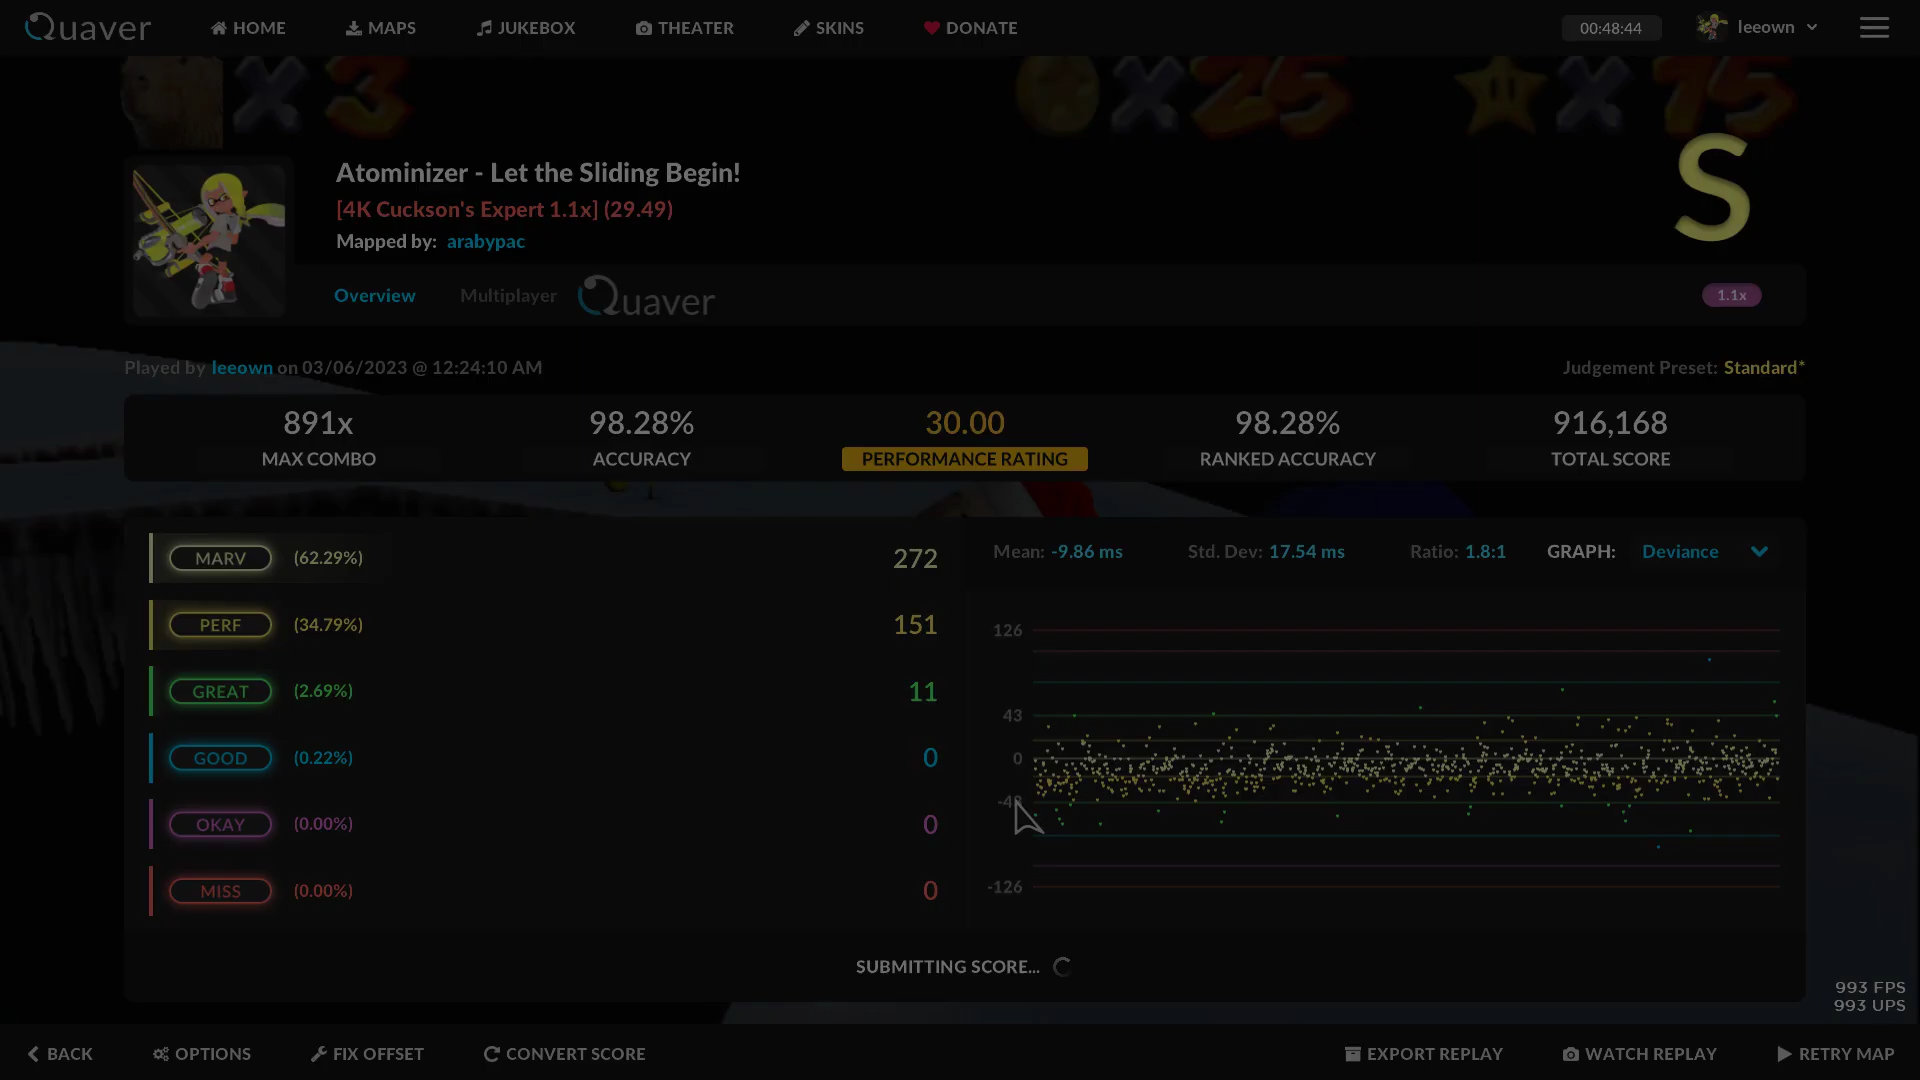 Quaver HOME MAPS JUKEBOX THEATER SKINS DONATE 00:48:44 leeown
x 3 x 25 x 15
S
Atominizer - Let the Sliding Begin!
[4K Cuckson's Expert 1.1x] (29.49)
Mapped by: arabypac
Overview Multiplayer Quaver 1.1x
Played by leeown on 03/06/2023 @ 12:24:10 AM Judgement Preset: Standard*
891x 98.28% 30.00 98.28% 916,168
MAX COMBO ACCURACY PERFORMANCE RATING RANKED ACCURACY TOTAL SCORE
MARV (62.29%) 272
PERF (34.79%) 151
GREAT (2.69%) 11
GOOD (0.22%) 0
OKAY (0.00%) 0
MISS (0.00%) 0
Mean: -9.86 ms Std. Dev: 17.54 ms Ratio: 1.8:1 GRAPH: Deviance
126
43
0
-126
SUBMITTING SCORE...
993 FPS
993 UPS
BACK OPTIONS FIX OFFSET CONVERT SCORE EXPORT REPLAY WATCH REPLAY RETRY MAP